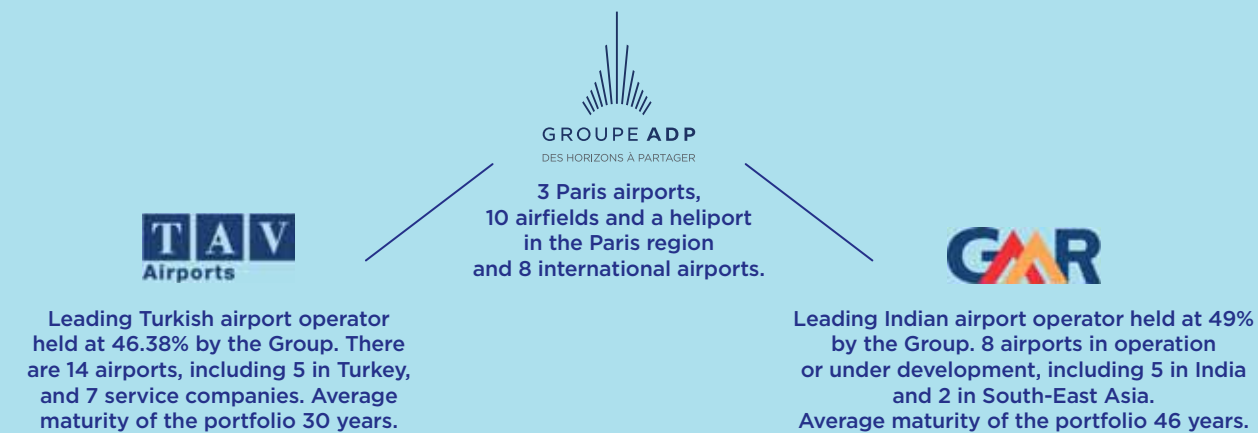 GROUPE ADP
DES HORIZONS À PARTAGER
3 Paris airports,
10 airfields and a heliport
in the Paris region
and 8 international airports.
TAV
Airports
Leading Turkish airport operator
held at 46.38% by the Group. There
are 14 airports, including 5 in Turkey,
and 7 service companies. Average
maturity of the portfolio 30 years.
GMR
Leading Indian airport operator held at 49%
by the Group. 8 airports in operation
or under development, including 5 in India
and 2 in South-East Asia.
Average maturity of the portfolio 46 years.